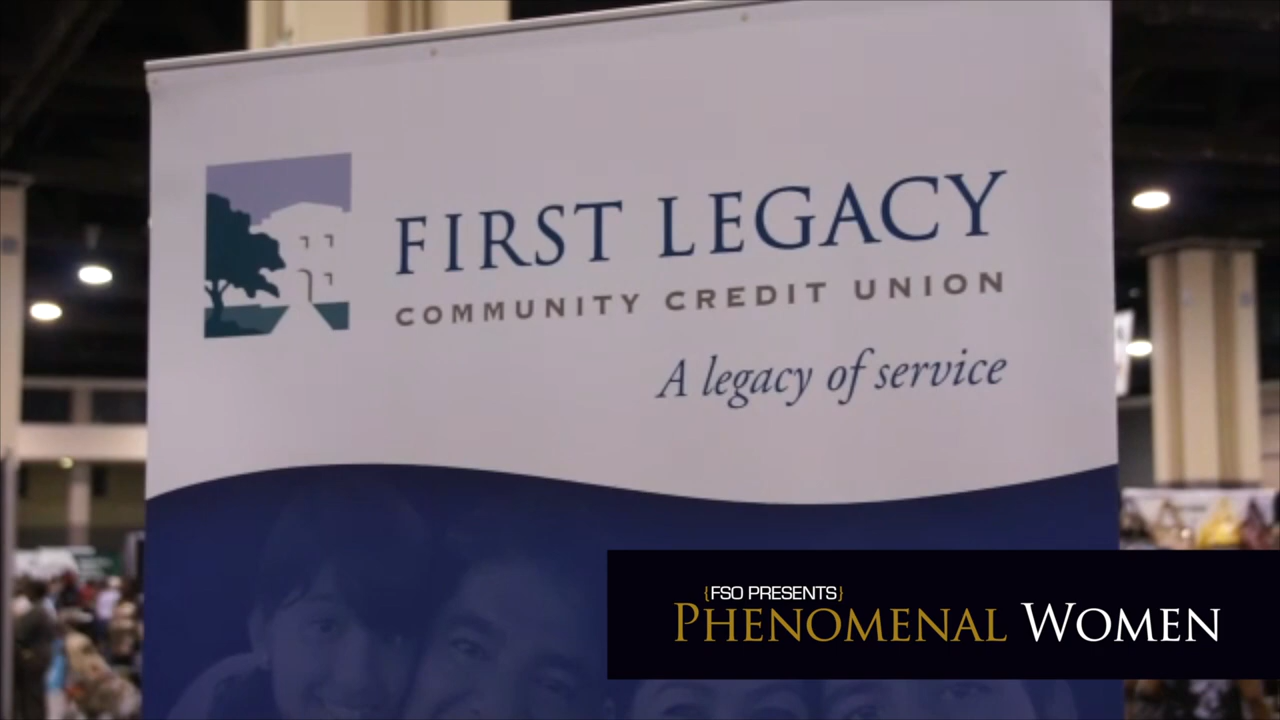 FIRST LEGACY
COMMUNITY CREDIT UNION
A legacy of service
{FSO PRESENTS}
PHENOMENAL WOMEN